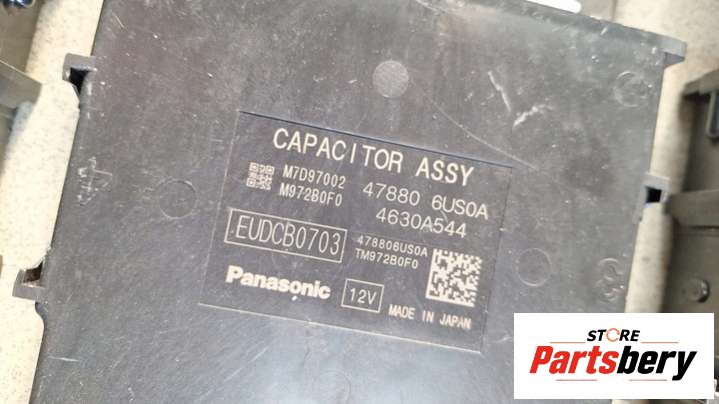 CAPACITOR ASSY
M7D97002
M972B0F0
47880 6US0A
4630A544
EUDCB0703
478806US0A
TM972B0F0
Panasonic
12V
MADE IN JAPAN
STORE
Partsbery